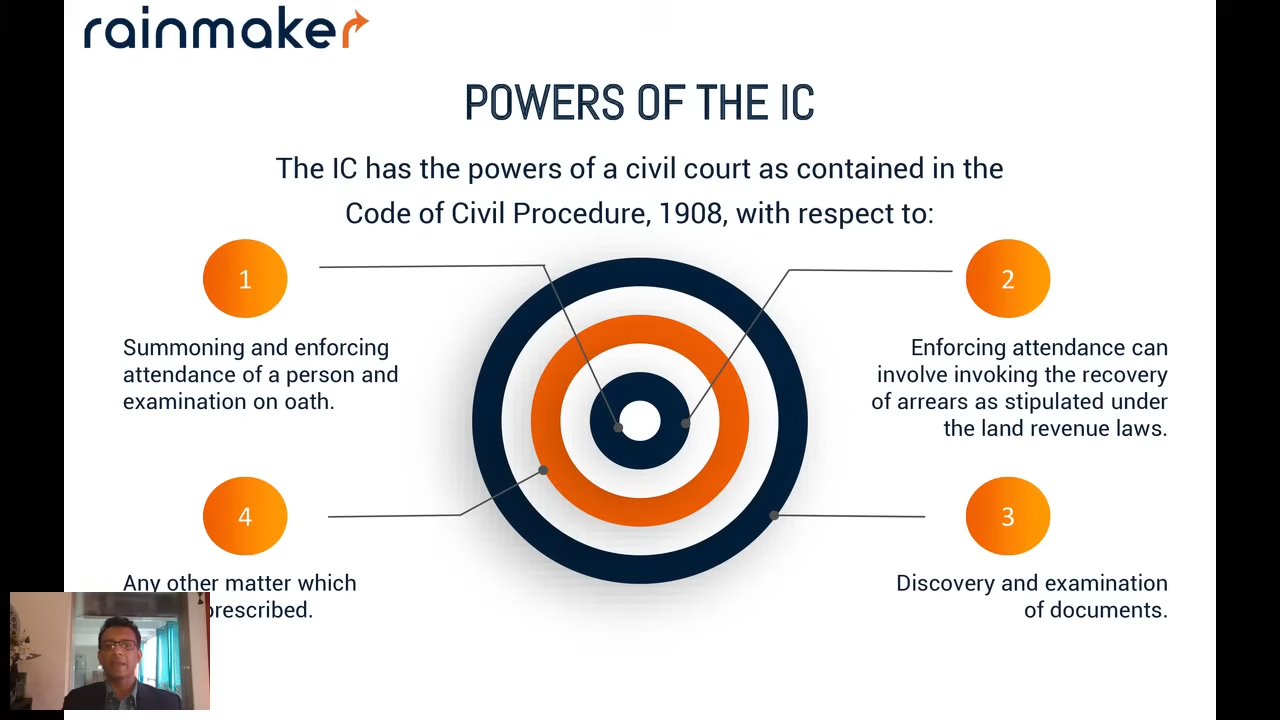 rainmaker
POWERS OF THE IC
The IC has the powers of a civil court as contained in the
Code of Civil Procedure, 1908, with respect to:
1
Summoning and enforcing
attendance of a person and
examination on oath.
2
Enforcing attendance can
involve invoking the recovery
of arrears as stipulated under
the land revenue laws.
3
Discovery and examination
of documents.
4
Any other matter which
prescribed.